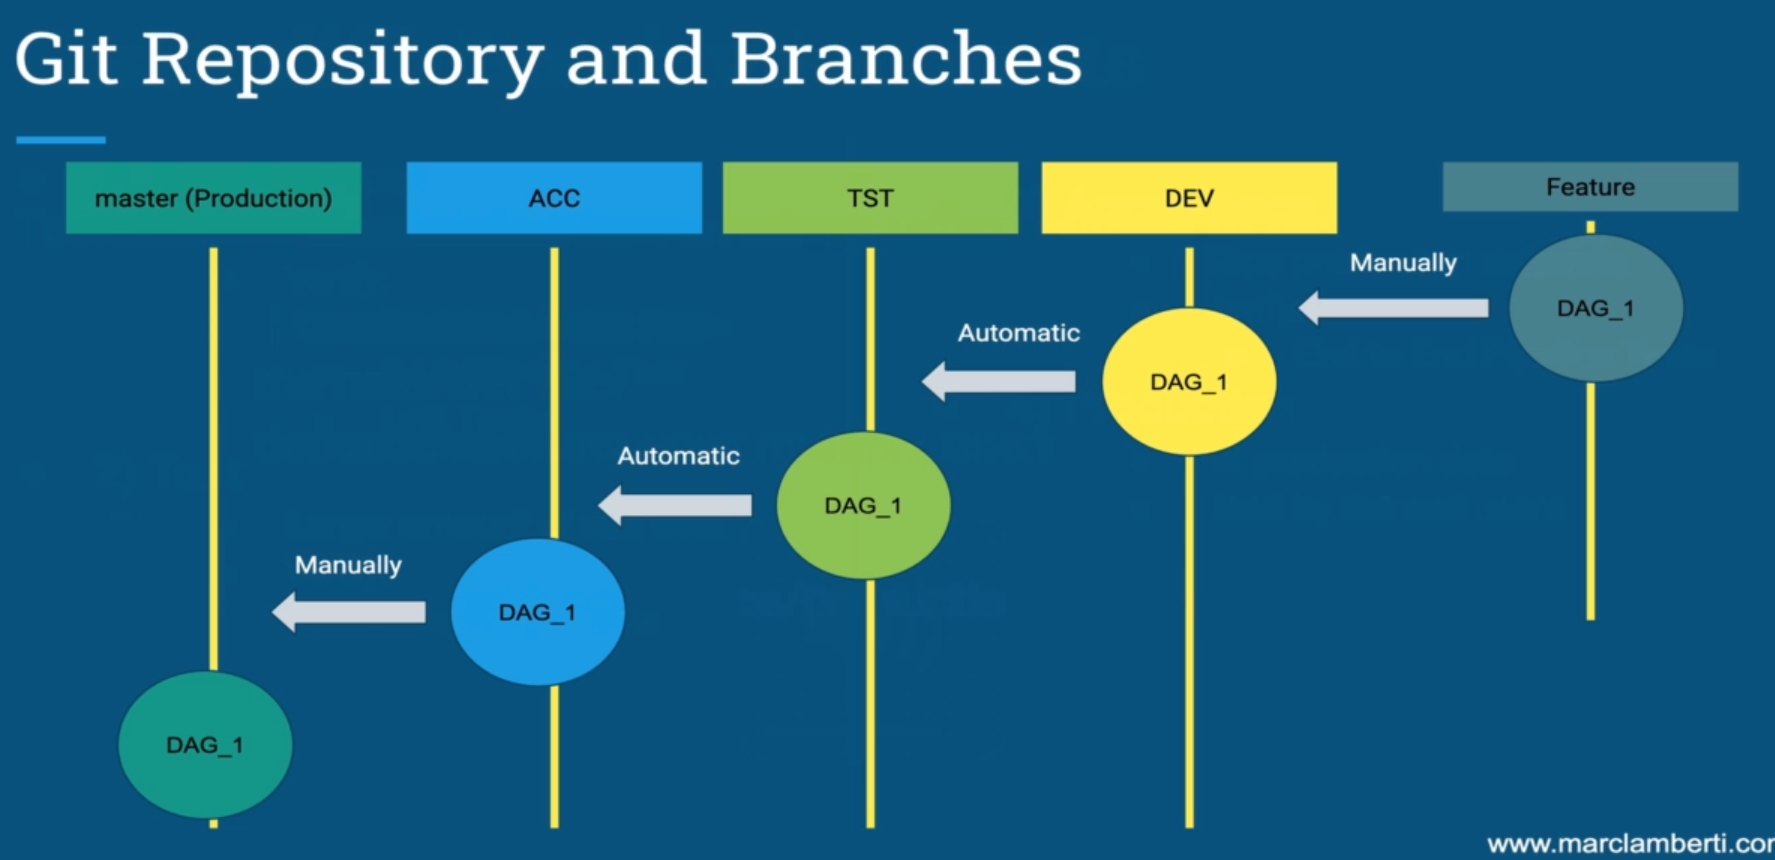 Git Repository and Branches
master (Production)
ACC
TST
DEV
Feature
Manually
DAG_1
Automatic
DAG_1
Automatic
DAG_1
Manually
DAG_1
DAG_1
www.marclamberti.com